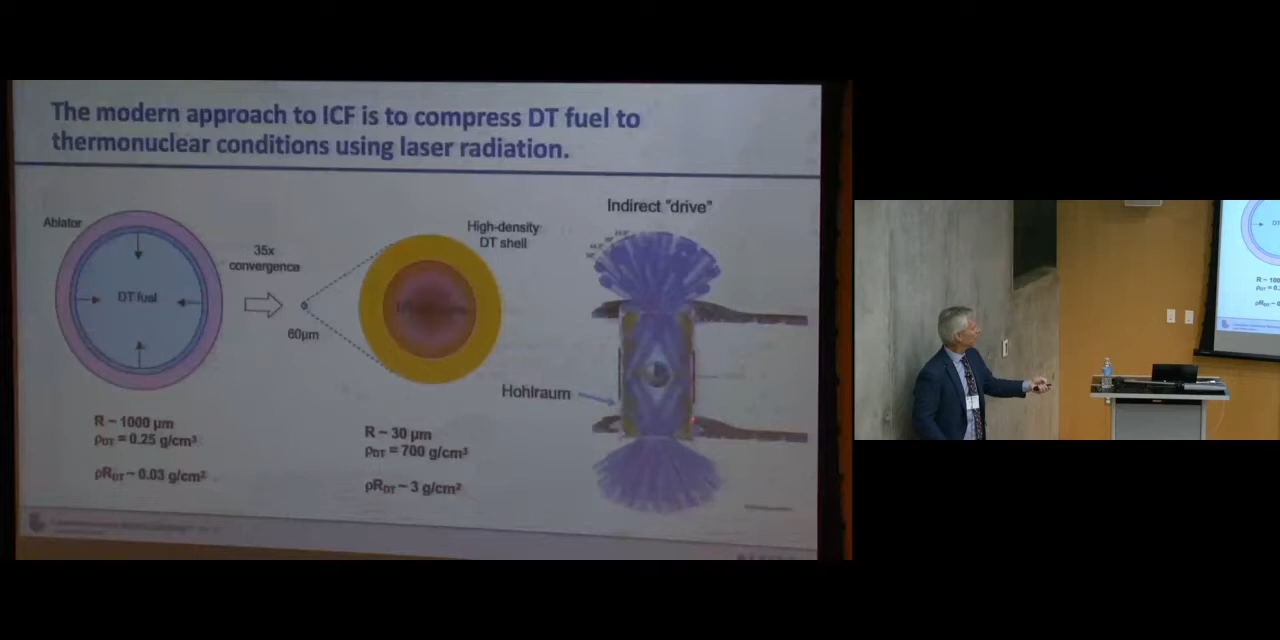 The modern approach to ICF is to compress DT fuel to
thermonuclear conditions using laser radiation.
Indirect "drive"
Ablator
High-density
DT shell
35x
convergence
DT fuel
60µm
Hohlraum
R ~ 1000 µm
ρDT = 0.25 g/cm³
ρRDT ~ 0.03 g/cm²
R ~ 30 µm
ρDT = 700 g/cm³
ρRDT ~ 3 g/cm²